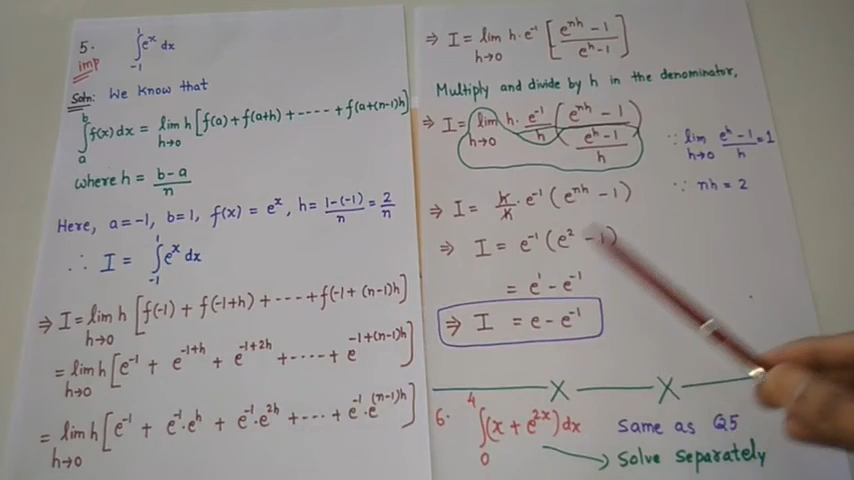 5. ∫₋₁¹ eˣ dx
imp
Soln: We know that
∫ₐᵇ f(x) dx = lim h→0 h [f(a) + f(a+h) + ---- + f(a+(n-1)h]
where h = (b-a)/n
Here, a = -1, b = 1, f(x) = eˣ, h = (1-(-1))/n = 2/n
∴ I = ∫₋₁¹ eˣ dx
⇒ I = lim h→0 h [f(-1) + f(-1+h) + --- + f(-1+(n-1)h]
= lim h→0 h [e⁻¹ + e⁻¹⁺ʰ + e⁻¹⁺²ʰ + ---- + e^(-1+(n-1)h)]
= lim h→0 h [e⁻¹ + e⁻¹·eʰ + e⁻¹·e²ʰ + --- + e⁻¹·e^((n-1)h)]
⇒ I = lim h→0 h·e⁻¹ [(eⁿʰ - 1)/(eʰ - 1)]
Multiply and divide by h in the denominator,
⇒ I = lim h→0 h · e⁻¹/h ((eⁿʰ - 1)/((eʰ - 1)/h)) ∵ lim h→0 (eʰ - 1)/h = 1
⇒ I = h/h · e⁻¹ (eⁿʰ - 1) ∵ nh = 2
⇒ I = e⁻¹ (e² - 1)
= e¹ - e⁻¹
⇒ I = e - e⁻¹
6. ∫₀⁴ (x + e²ˣ) dx Same as Q5
Solve separately